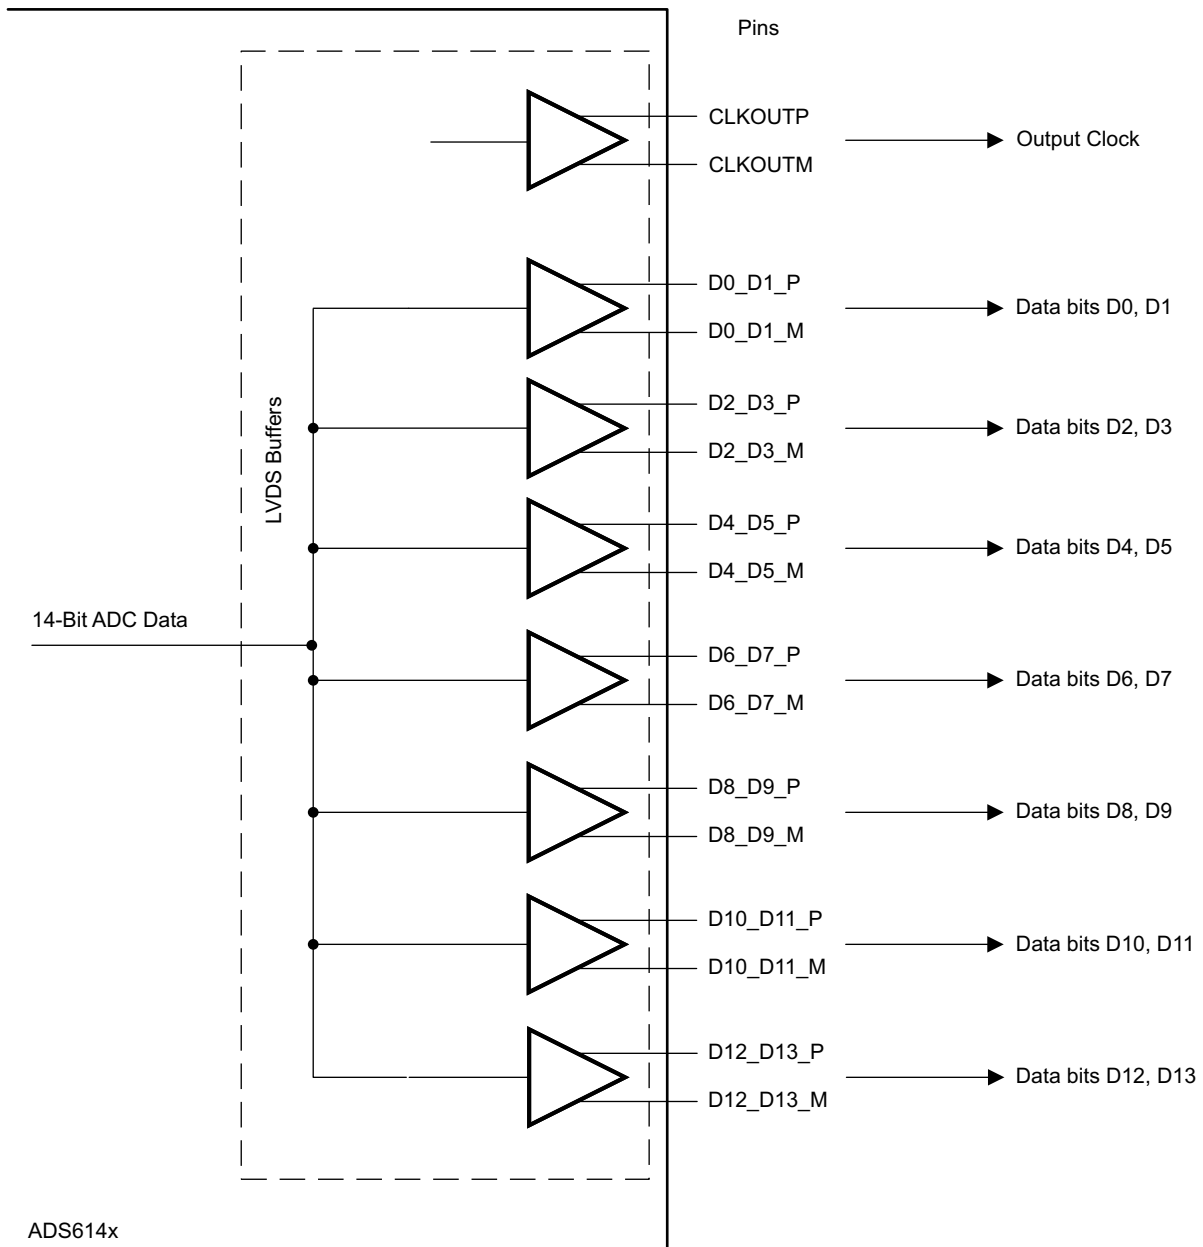 Pins
CLKOUTP
CLKOUTM
Output Clock
D0_D1_P
D0_D1_M
Data bits D0, D1
D2_D3_P
D2_D3_M
Data bits D2, D3
LVDS Buffers
D4_D5_P
D4_D5_M
Data bits D4, D5
14-Bit ADC Data
D6_D7_P
D6_D7_M
Data bits D6, D7
D8_D9_P
D8_D9_M
Data bits D8, D9
D10_D11_P
D10_D11_M
Data bits D10, D11
D12_D13_P
D12_D13_M
Data bits D12, D13
ADS614x